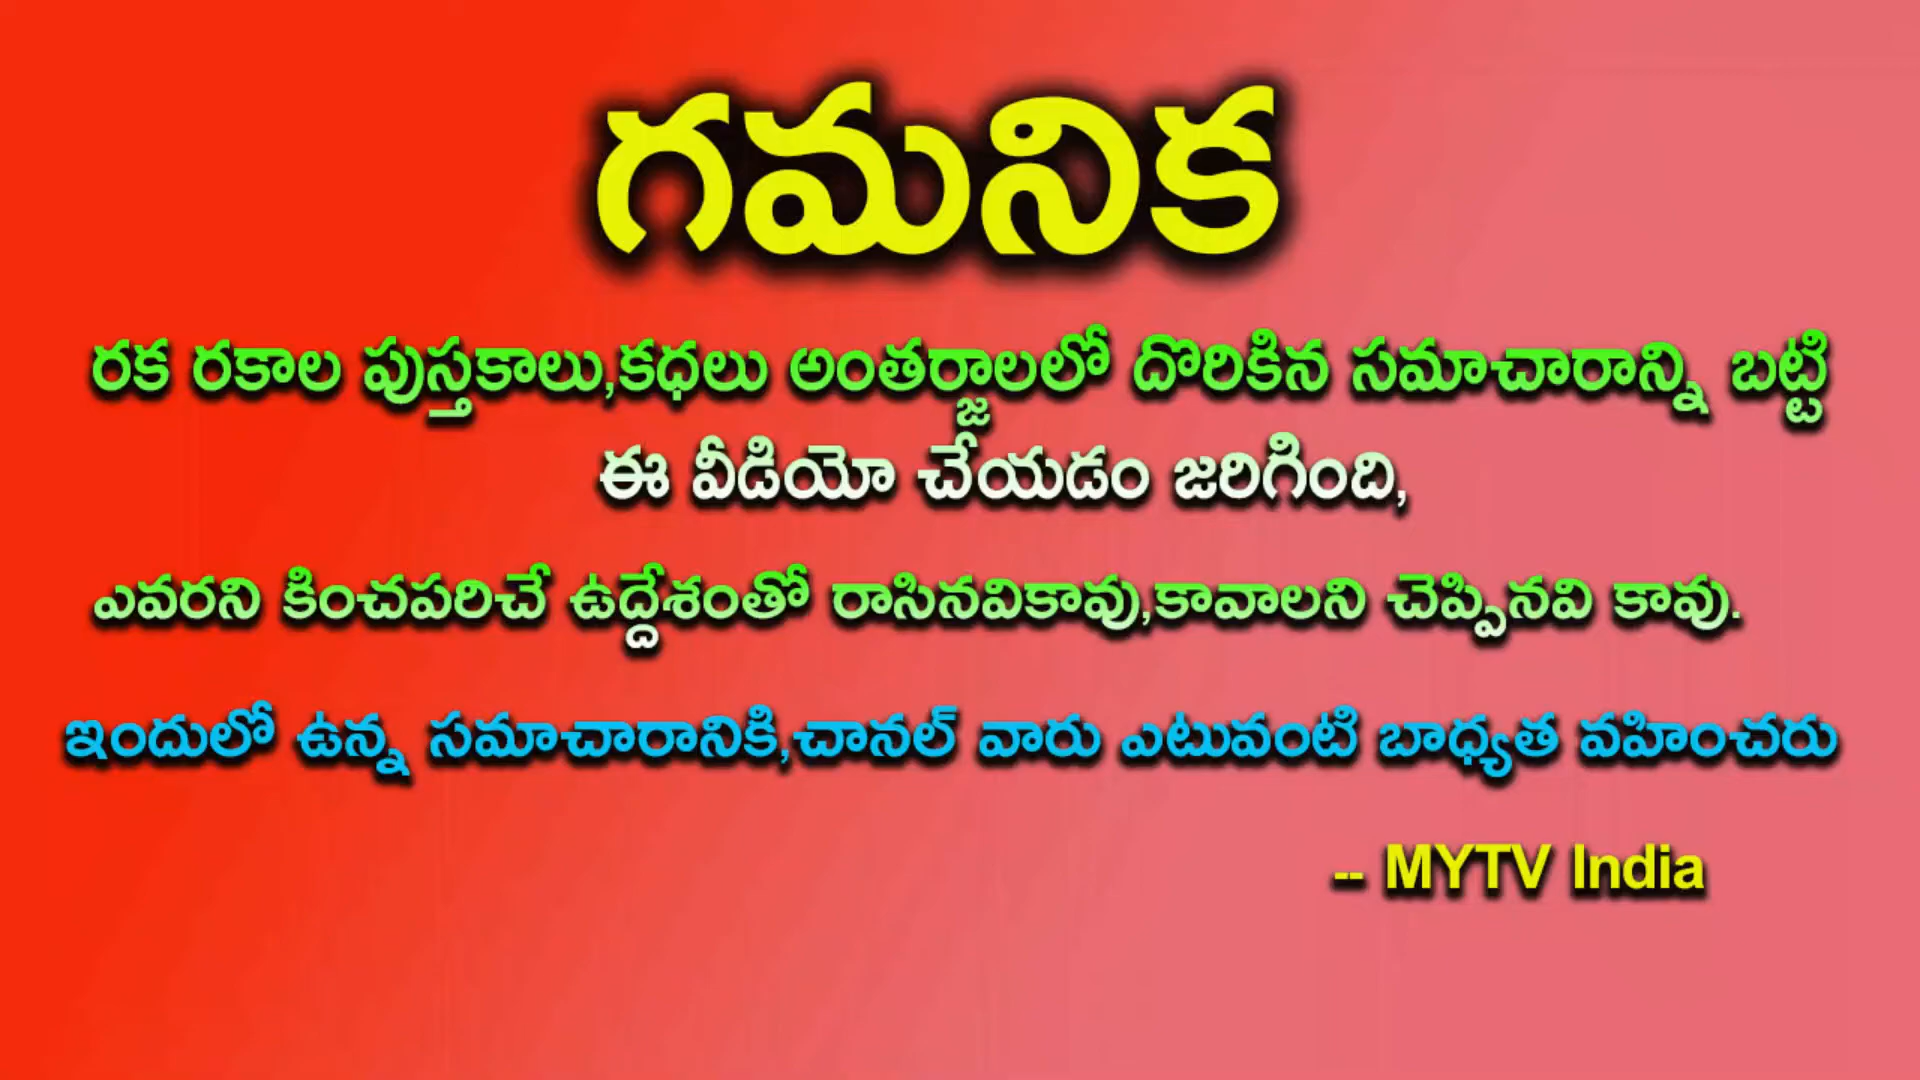 గమనిక
రక రకాల పుస్తకాలు,కధలు అంతర్జాలలో దొరికిన సమాచారాన్ని బట్టి
ఈ వీడియో చేయడం జరిగింది,
ఎవరని కించపరిచే ఉద్దేశంతో రాసినవికావు,కావాలని చెప్పినవి కావు.
ఇందులో ఉన్న సమాచారానికి,చానల్ వారు ఎటువంటి బాధ్యత వహించరు
-- MYTV India